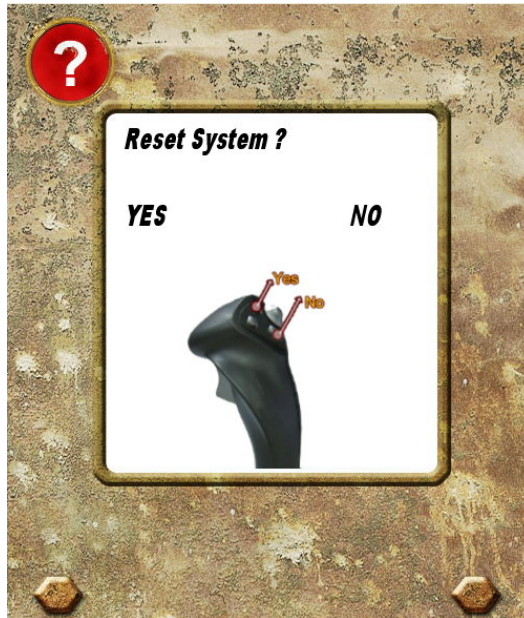 ?
Reset System ?
YES NO
Yes
No